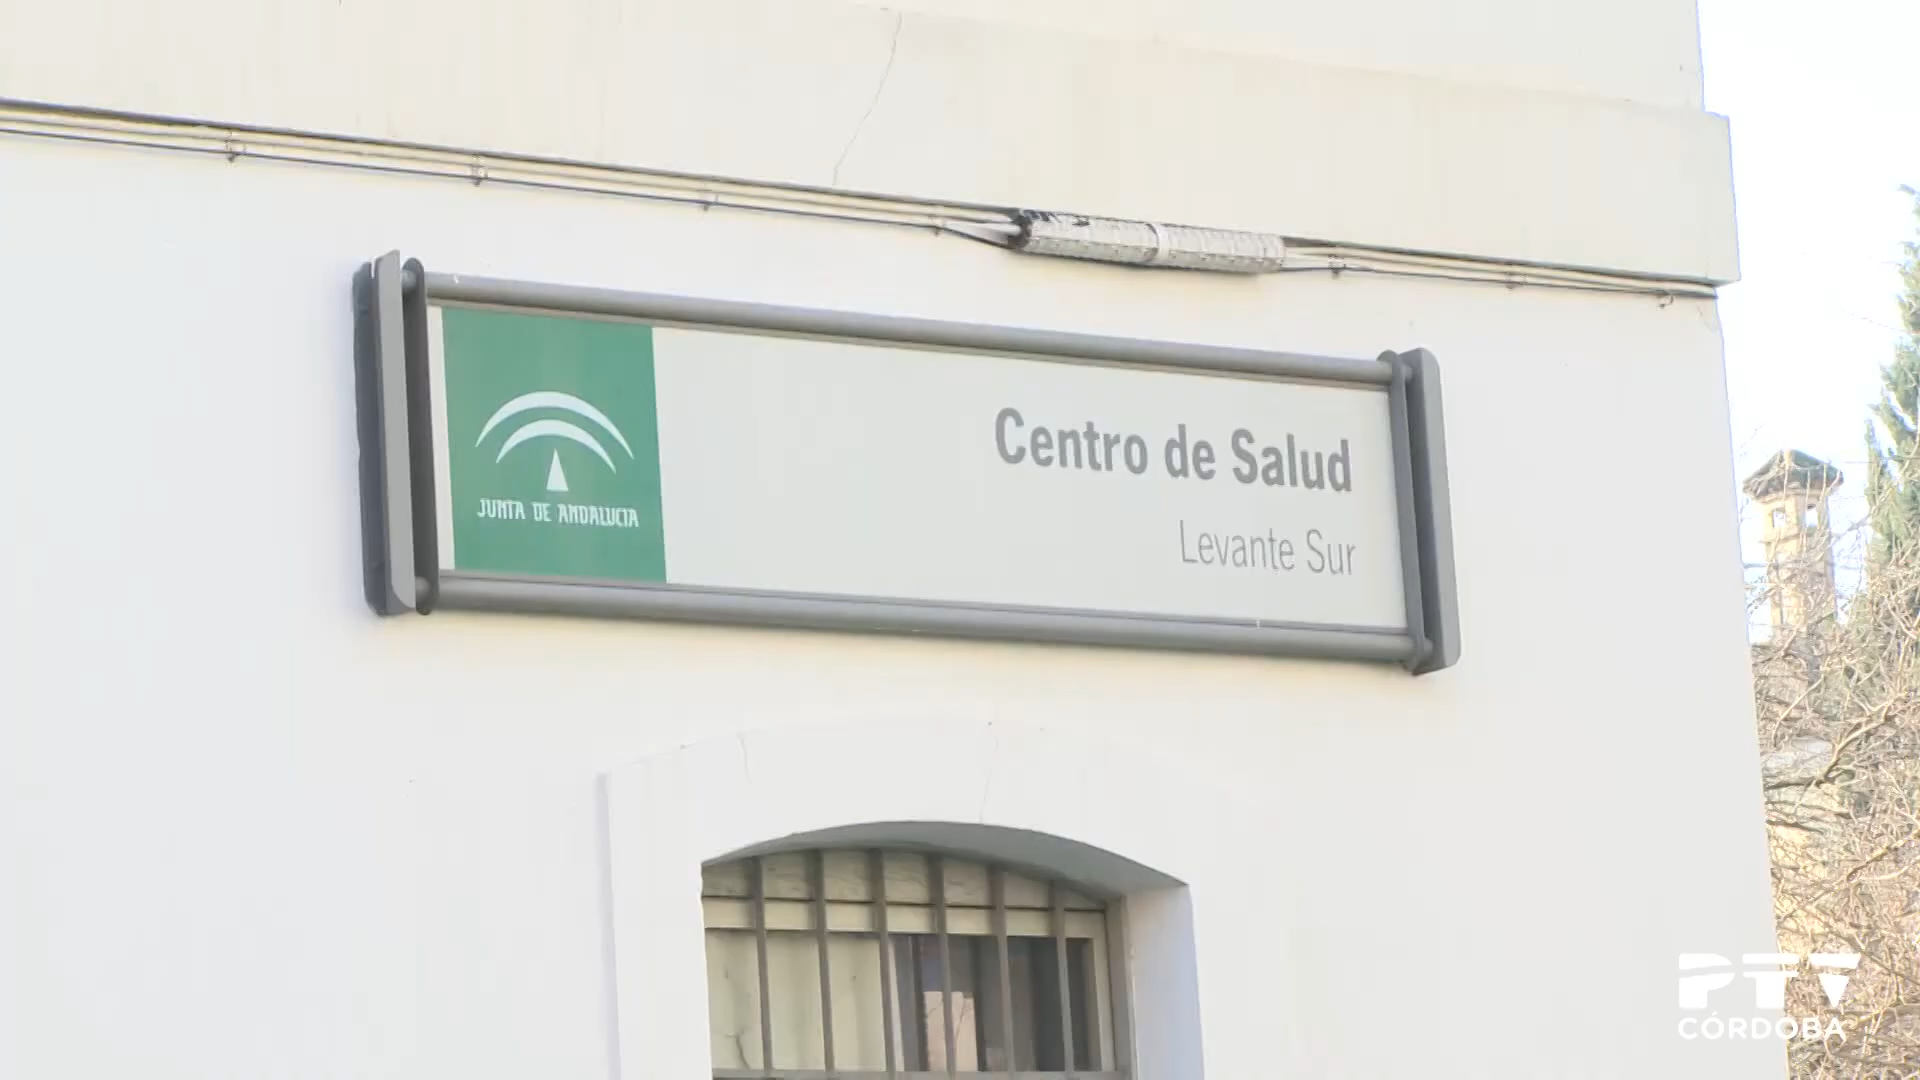 Centro de Salud
Levante Sur
JUNTA DE ANDALUCIA
PTV
CÓRDOBA